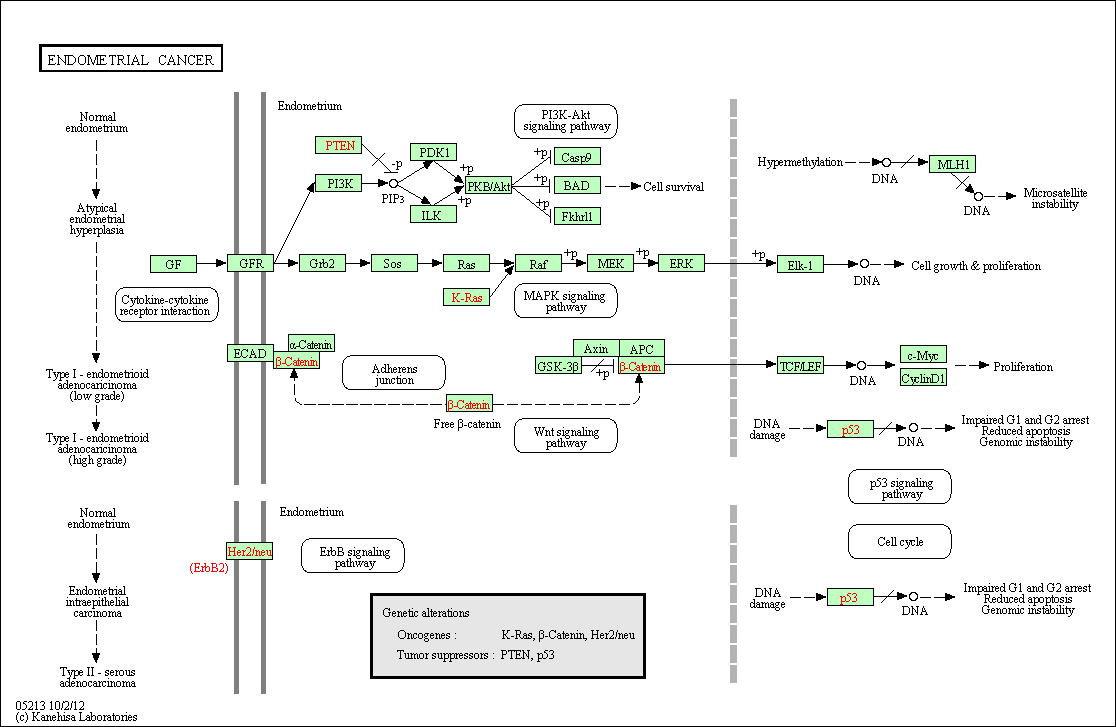 ENDOMETRIAL CANCER
Normal
endometrium
Atypical
endometrial
hyperplasia
Type I - endometrioid
adenocarcinoma
(low grade)
Type I - endometrioid
adenocarcinoma
(high grade)
Endometrium
PTEN
-p
PI3K
PIP3
PDK1
ILK
+p
+p
PKB/Akt
PI3K-Akt
signaling pathway
+p
+p
+p
Casp9
BAD
Fkhrl1
Cell survival
Hypermethylation
DNA
MLH1
DNA
Microsatellite
instability
GF
GFR
Grb2
Sos
Ras
Raf
+p
MEK
+p
ERK
+p
Elk-1
DNA
Cell growth & proliferation
K-Ras
MAPK signaling
pathway
Cytokine-cytokine
receptor interaction
ECAD
α-Catenin
β-Catenin
Adherens
junction
β-Catenin
Free β-catenin
Wnt signaling
pathway
Axin
APC
GSK-3β
+p
β-Catenin
TCF/LEF
DNA
c-Myc
CyclinD1
Proliferation
DNA
damage
p53
DNA
Impaired G1 and G2 arrest
Reduced apoptosis
Genomic instability
p53 signaling
pathway
Cell cycle
Normal
endometrium
Endometrial
intraepithelial
carcinoma
Type II - serous
adenocarcinoma
Endometrium
Her2/neu
(ErbB2)
ErbB signaling
pathway
DNA
damage
p53
DNA
Impaired G1 and G2 arrest
Reduced apoptosis
Genomic instability
Genetic alterations
Oncogenes : K-Ras, β-Catenin, Her2/neu
Tumor suppressors : PTEN, p53
05213 10/2/12
(c) Kanehisa Laboratories